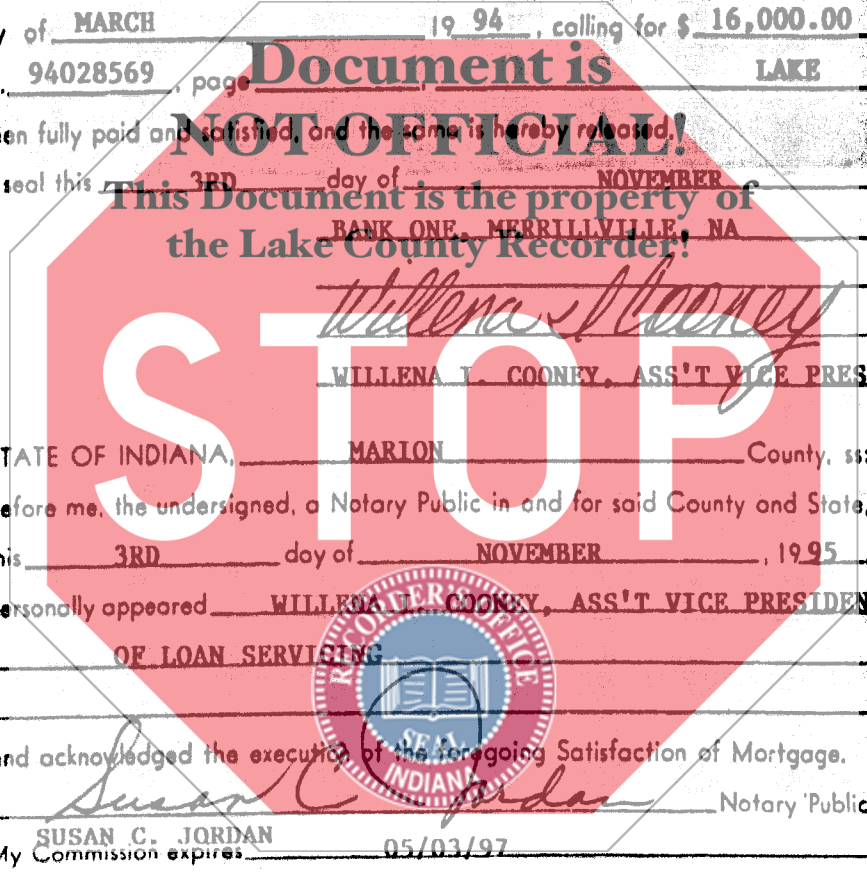 y of MARCH 19 94, calling for $ 16,000.00
94028569, page LAKE
Document is
en fully paid and satisfied, and the same is hereby released.
NOT OFFICIAL!
seal this 3RD day of NOVEMBER
This Document is the property of
BANK ONE, MERRILLVILLE, NA
the Lake County Recorder!
Willena Cooney
STOP
WILLENA I. COONEY, ASS'T VICE PRES
TATE OF INDIANA, MARION County, ss:
efore me, the undersigned, a Notary Public in and for said County and State,
his 3RD day of NOVEMBER, 1995
ersonally appeared WILLENA I. COONEY, ASS'T VICE PRESIDEN
OF LOAN SERVICING
RECORDER OFFICE
SEAL
INDIANA
nd acknowledged the execution of the foregoing Satisfaction of Mortgage.
Susan C Jordan Notary Public
SUSAN C. JORDAN
My Commission expires 05/03/97